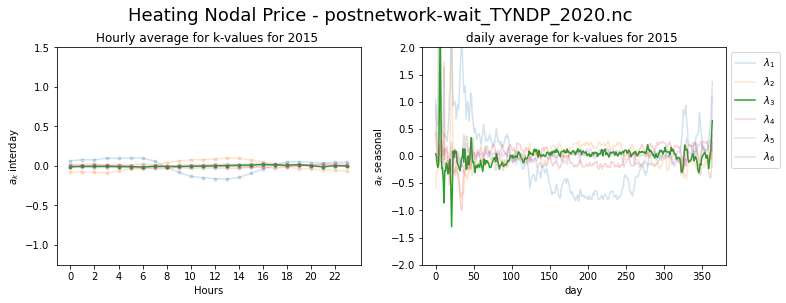 Heating Nodal Price - postnetwork-wait_TYNDP_2020.nc
Hourly average for k-values for 2015
daily average for k-values for 2015
1.5
1.0
0.5
0.0
−0.5
−1.0
a_k interday
0 2 4 6 8 10 12 14 16 18 20 22
Hours
2.0
1.5
1.0
0.5
0.0
−0.5
−1.0
−1.5
−2.0
a_k seasonal
0 50 100 150 200 250 300 350
day
λ₁
λ₂
λ₃
λ₄
λ₅
λ₆